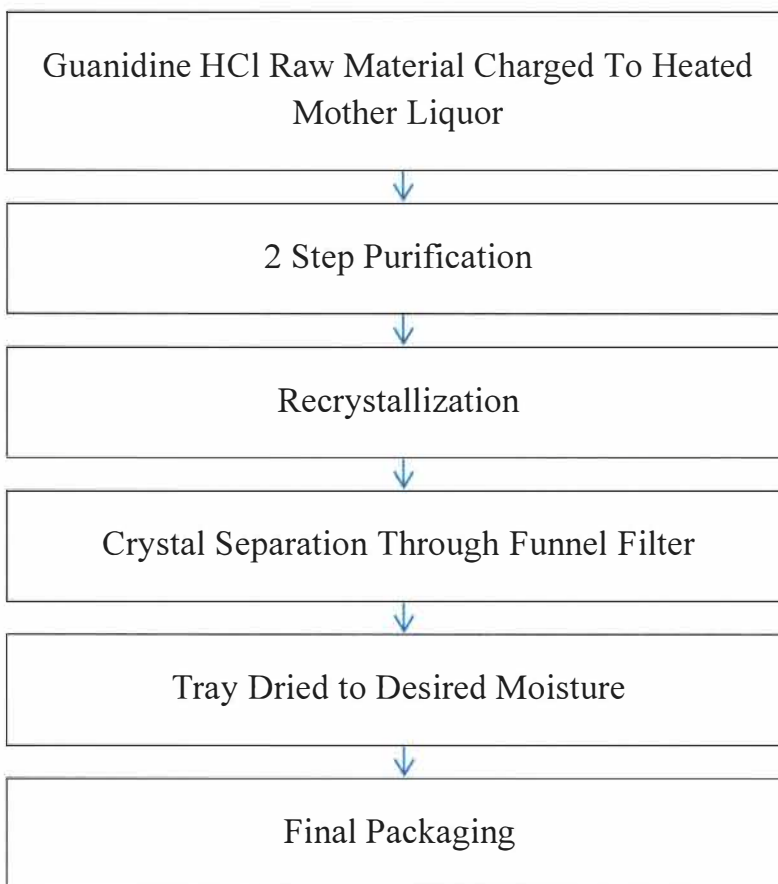 Guanidine HCl Raw Material Charged To Heated
Mother Liquor
2 Step Purification
Recrystallization
Crystal Separation Through Funnel Filter
Tray Dried to Desired Moisture
Final Packaging